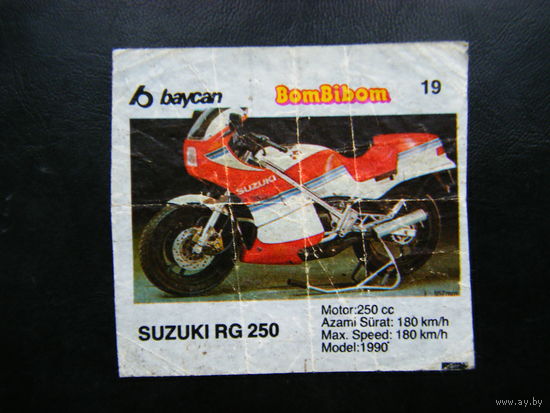 baycan
BomBibom
19
SUZUKI
SUZUKI RG 250
Motor:250 cc
Azami Sürat: 180 km/h
Max. Speed: 180 km/h
Model:1990
www.ay.by